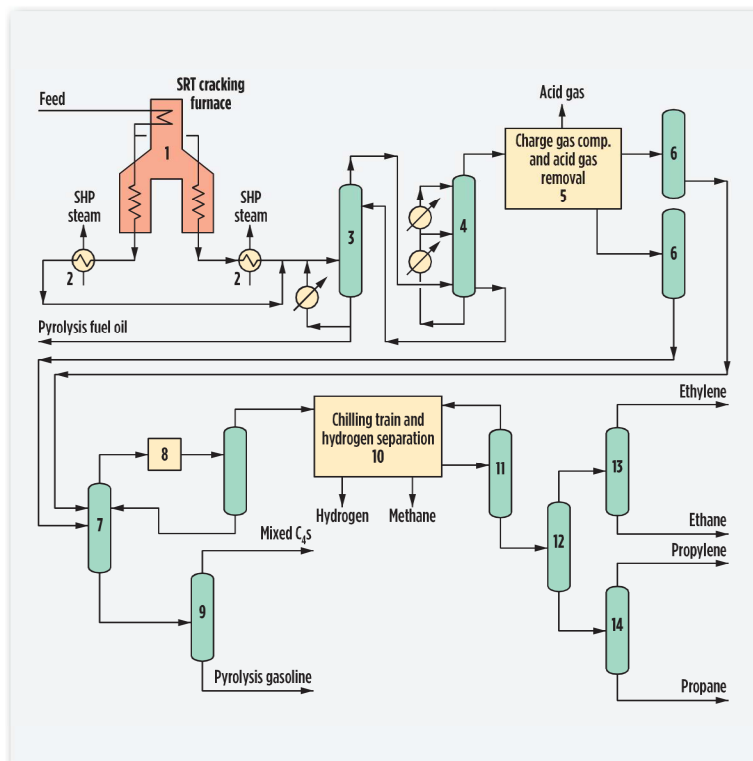 SRT cracking
furnace
Feed
1
SHP
steam
2
SHP
steam
2
3
4
Acid gas
Charge gas comp.
and acid gas
removal
5
6
6
Pyrolysis fuel oil
7
8
Chilling train and
hydrogen separation
10
Hydrogen
Methane
Mixed C₄s
9
Pyrolysis gasoline
11
12
13
14
Ethylene
Ethane
Propylene
Propane